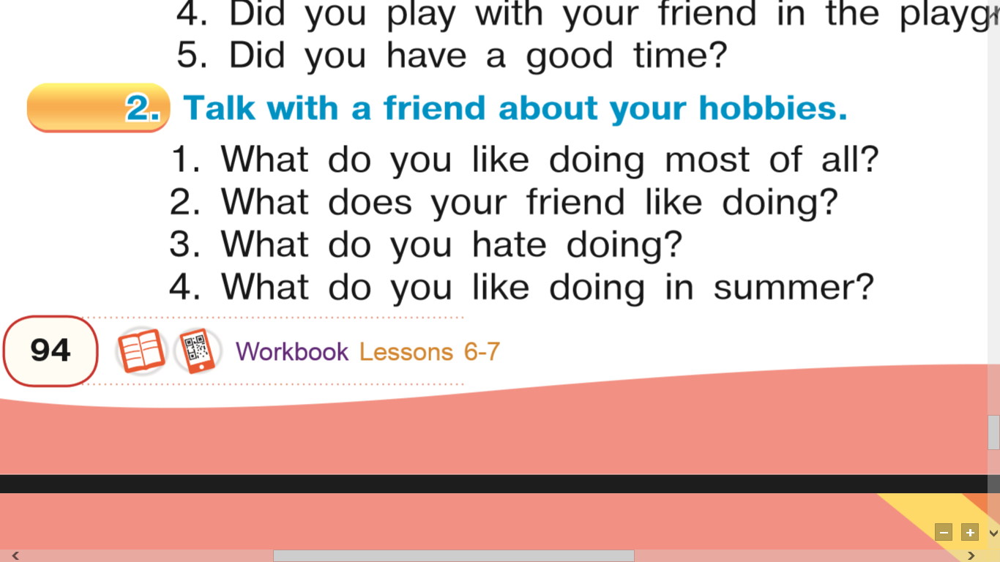 4. Did you play with your friend in the
5. Did you have a good time?
2. Talk with a friend about your hobbies.
1. What do you like doing most of all?
2. What does your friend like doing?
3. What do you hate doing?
4. What do you like doing in summer?
94 Workbook Lessons 6-7